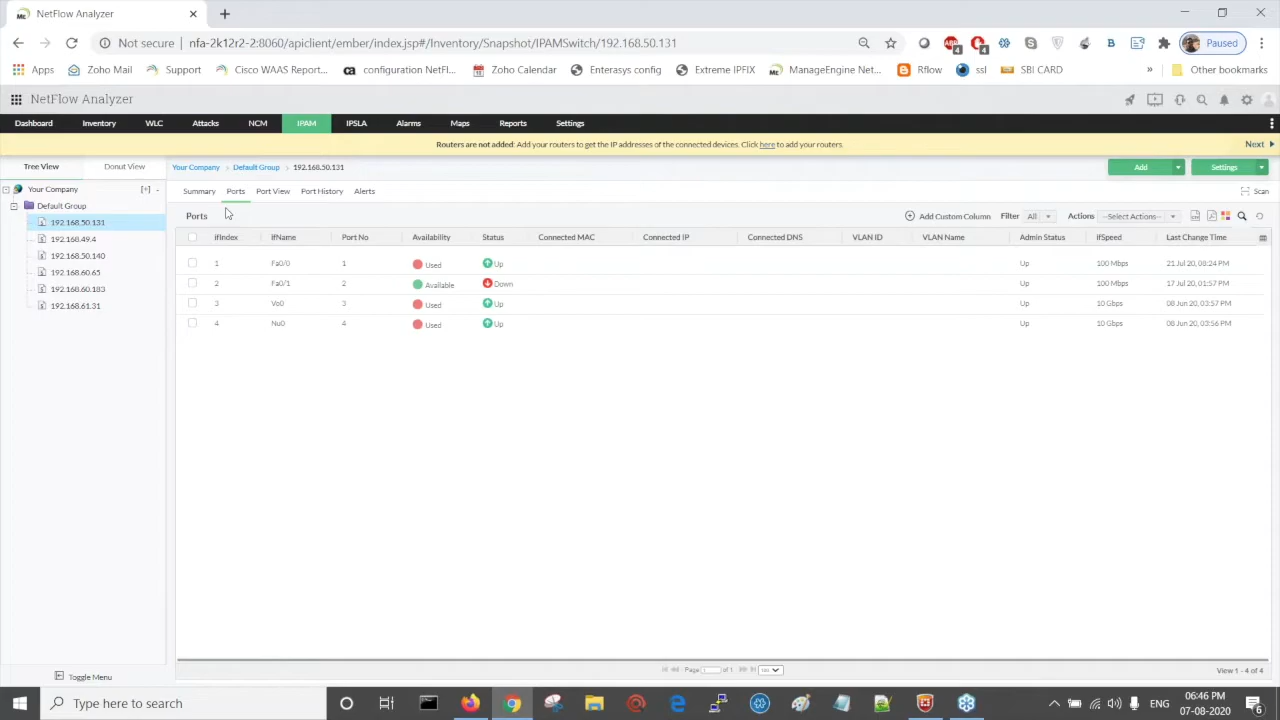 NetFlow Analyzer
Not secure | nfa-2k12r2-2:8060/apiclient/ember/index.jsp#/Inventory/Services/IPAMSwitch/192.168.50.131
Paused
Apps Zoho Mail Support Cisco WAAS Report... configuration NetFl... Zoho Calendar Enterasys config Extreme IPFIX ManageEngine Net... Rflow ssl SBI CARD » Other bookmarks
NetFlow Analyzer
Dashboard Inventory WLC Attacks NCM IPAM IPSLA Alarms Maps Reports Settings
Routers are not added: Add your routers to get the IP addresses of the connected devices. Click here to add your routers. Next
Tree View Donut View Your Company > Default Group > 192.168.50.131 Add Settings
Your Company [+] -
Summary Ports Port View Port History Alerts Scan
Default Group
Ports Add Custom Column Filter All Actions --Select Actions--
192.168.50.131
192.168.49.4
192.168.50.140
192.168.60.65
192.168.60.183
192.168.61.31
ifIndex ifName Port No Availability Status Connected MAC Connected IP Connected DNS VLAN ID VLAN Name Admin Status ifSpeed Last Change Time
1 Fa0/0 1 Used Up Up 100 Mbps 21 Jul 20, 08:24 PM
2 Fa0/1 2 Available Down Up 100 Mbps 17 Jul 20, 01:57 PM
3 Vo0 3 Used Up Up 10 Gbps 08 Jun 20, 03:57 PM
4 Nu0 4 Used Up Up 10 Gbps 08 Jun 20, 03:56 PM
Toggle Menu
Page 1 of 1 View 1 - 4 of 4
Type here to search
ENG 06:46 PM
07-08-2020
6